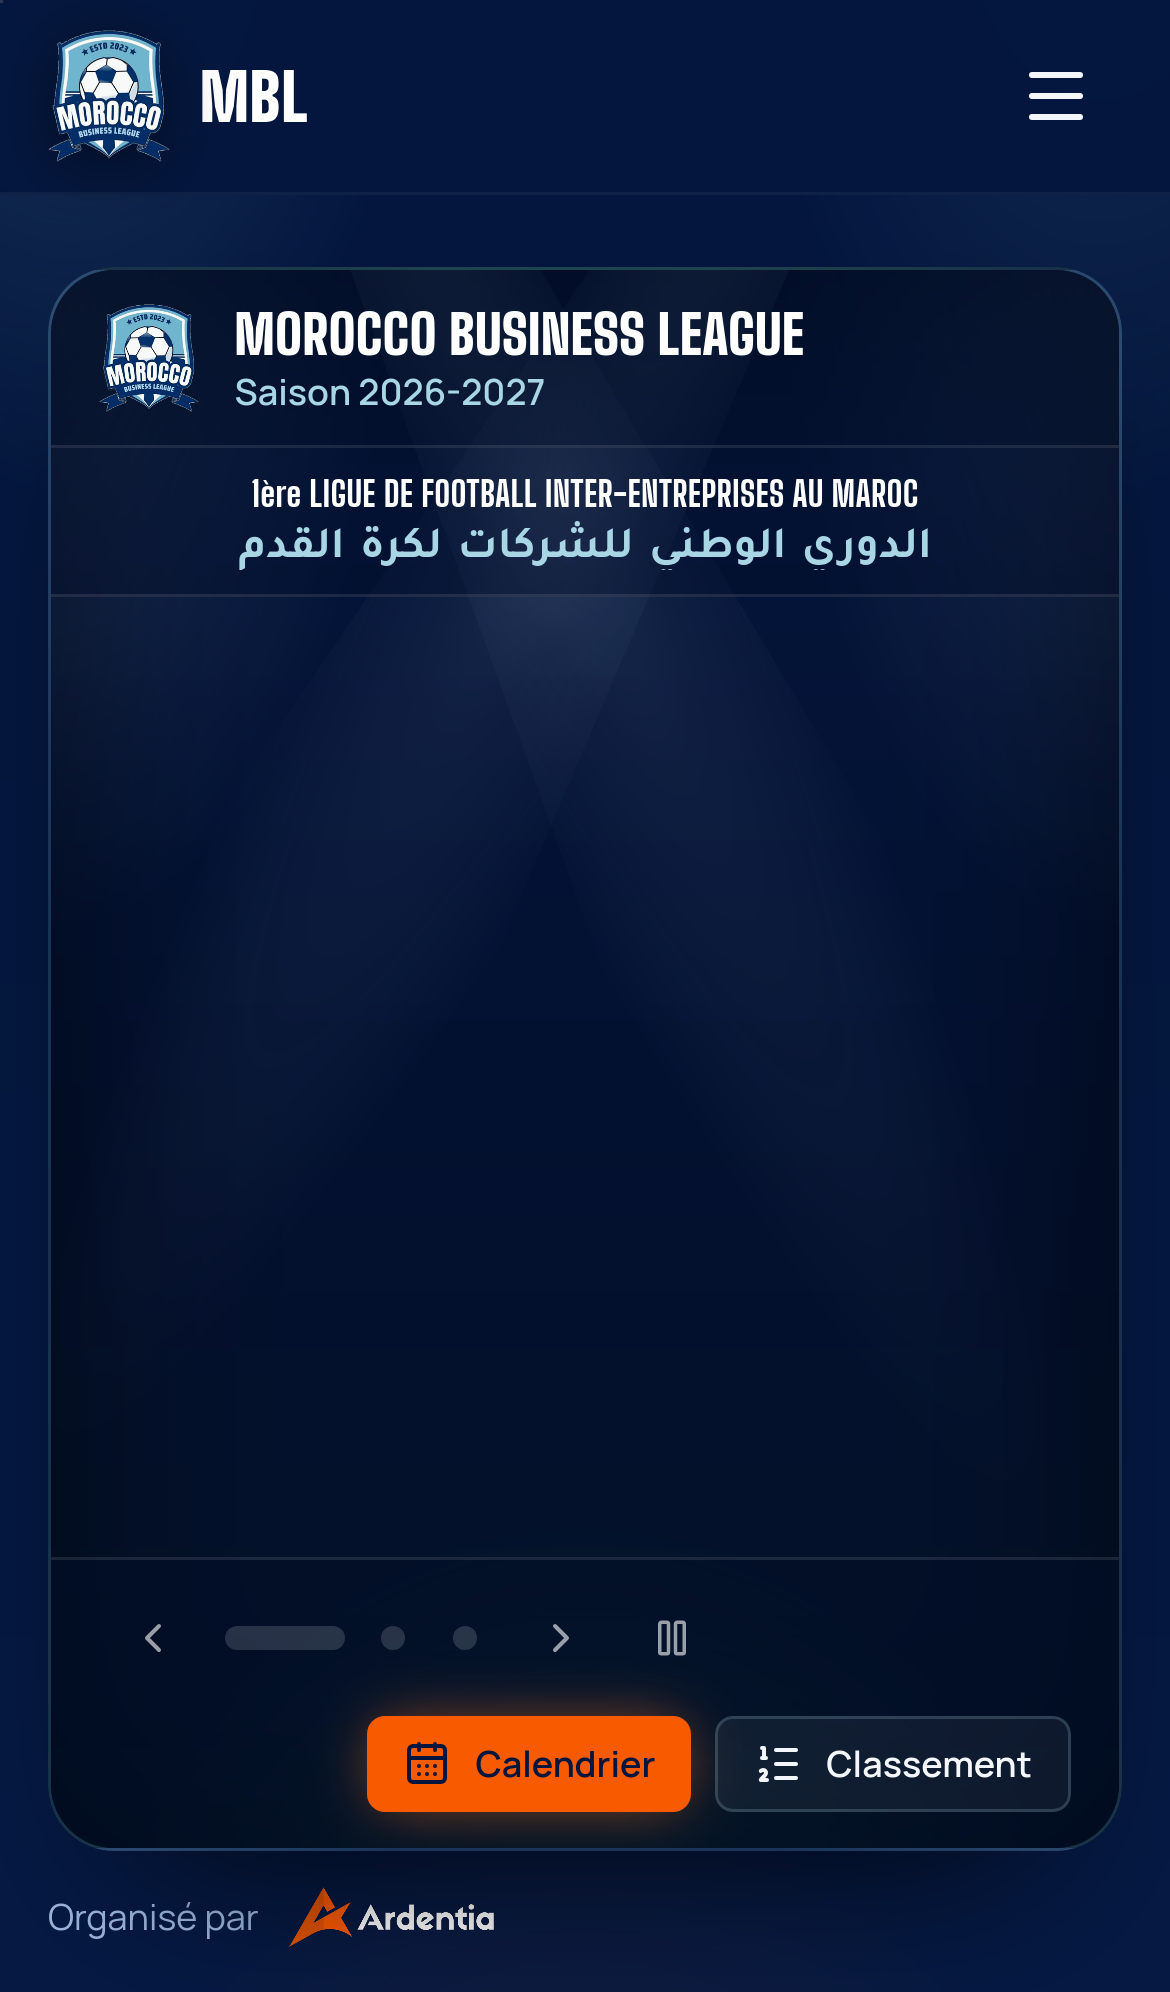 ★ ESTD 2023 ★
MOROCCO
BUSINESS LEAGUE
MBL
★ ESTD 2023 ★
MOROCCO
BUSINESS LEAGUE
MOROCCO BUSINESS LEAGUE
Saison 2026-2027
1ère LIGUE DE FOOTBALL INTER-ENTREPRISES AU MAROC
الدوري الوطني للشركات لكرة القدم
Calendrier
Classement
Organisé par
Ardentia